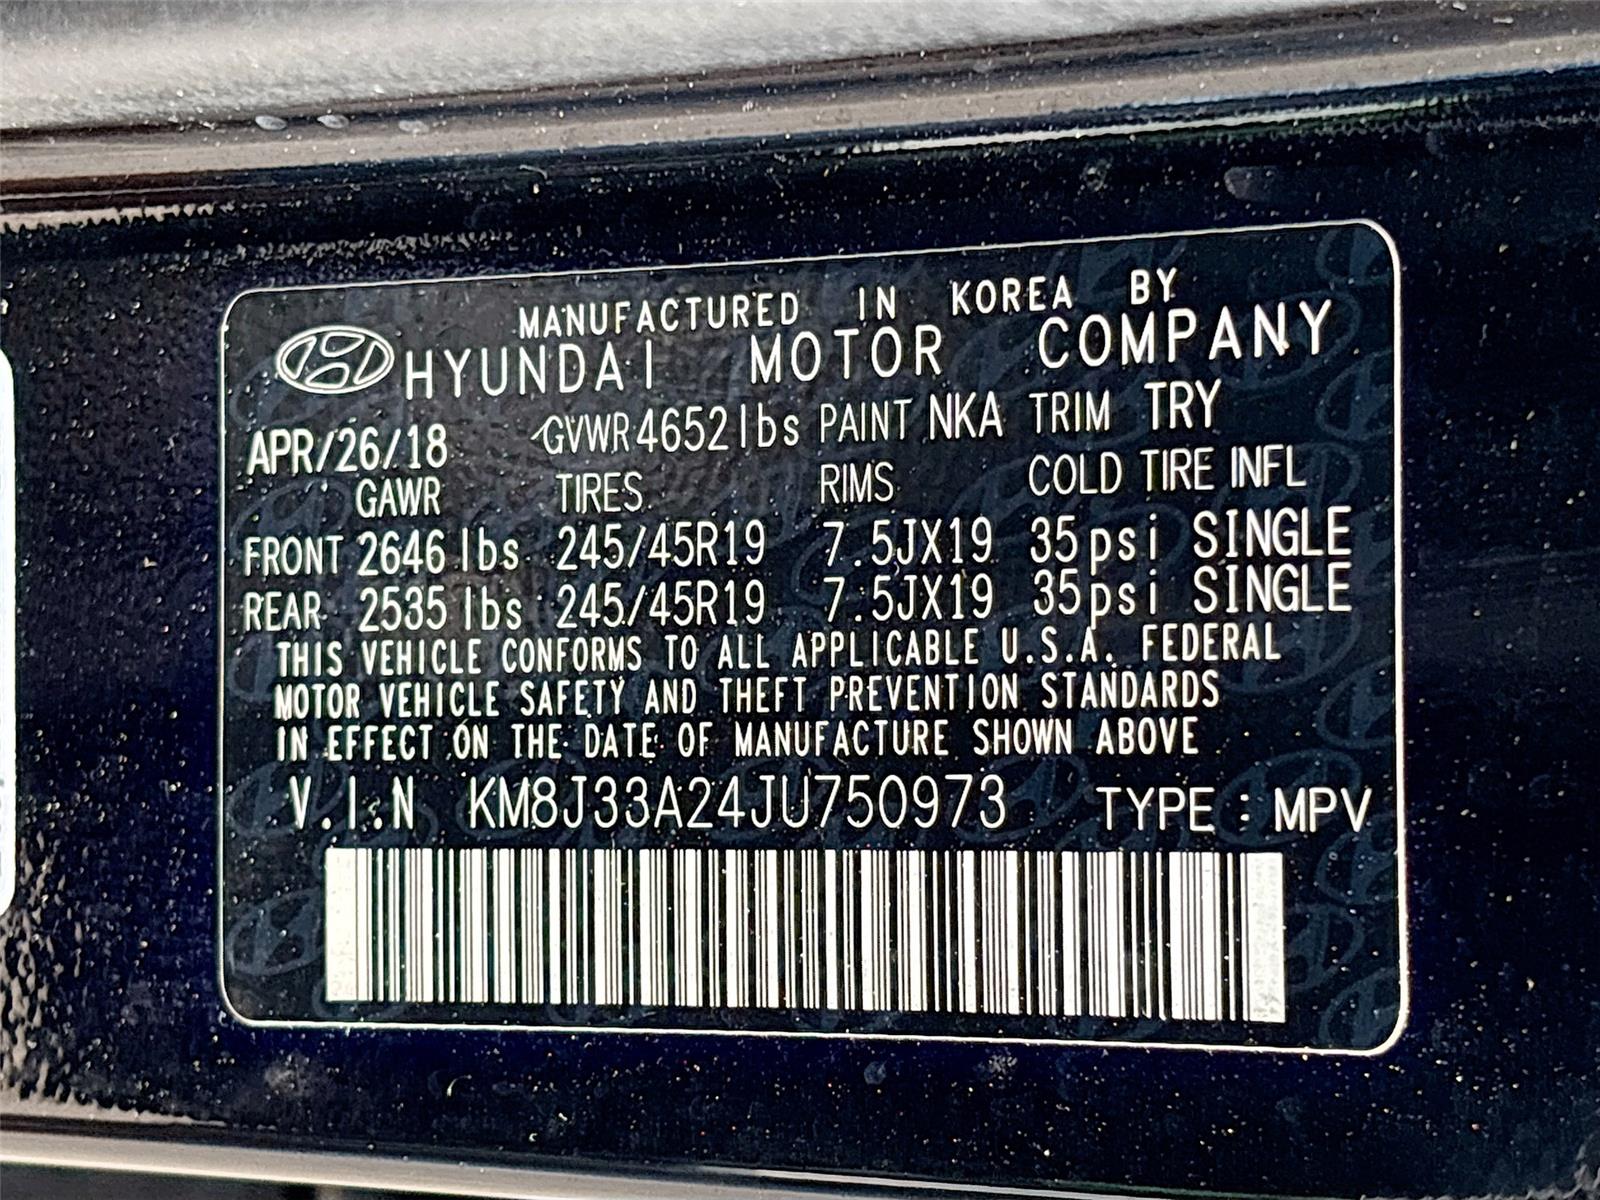 MANUFACTURED IN KOREA BY
HYUNDAI MOTOR COMPANY
APR/26/18 GVWR 4652 lbs PAINT NKA TRIM TRY
GAWR TIRES RIMS COLD TIRE INFL
FRONT 2646 lbs 245/45R19 7.5JX19 35psi SINGLE
REAR 2535 lbs 245/45R19 7.5JX19 35psi SINGLE
THIS VEHICLE CONFORMS TO ALL APPLICABLE U.S.A. FEDERAL
MOTOR VEHICLE SAFETY AND THEFT PREVENTION STANDARDS
IN EFFECT ON THE DATE OF MANUFACTURE SHOWN ABOVE
V.I.N KM8J33A24JU750973 TYPE : MPV